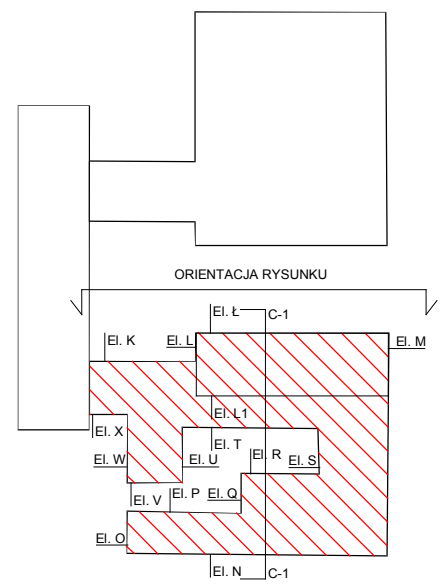 ORIENTACJA RYSUNKU
El. Ł
C-1
El. K
El. L
El. M
El. X
El. L1
El. T
El. R
El. W
El. U
El. S
El. V
El. P
El. Q
El. O
El. N
C-1